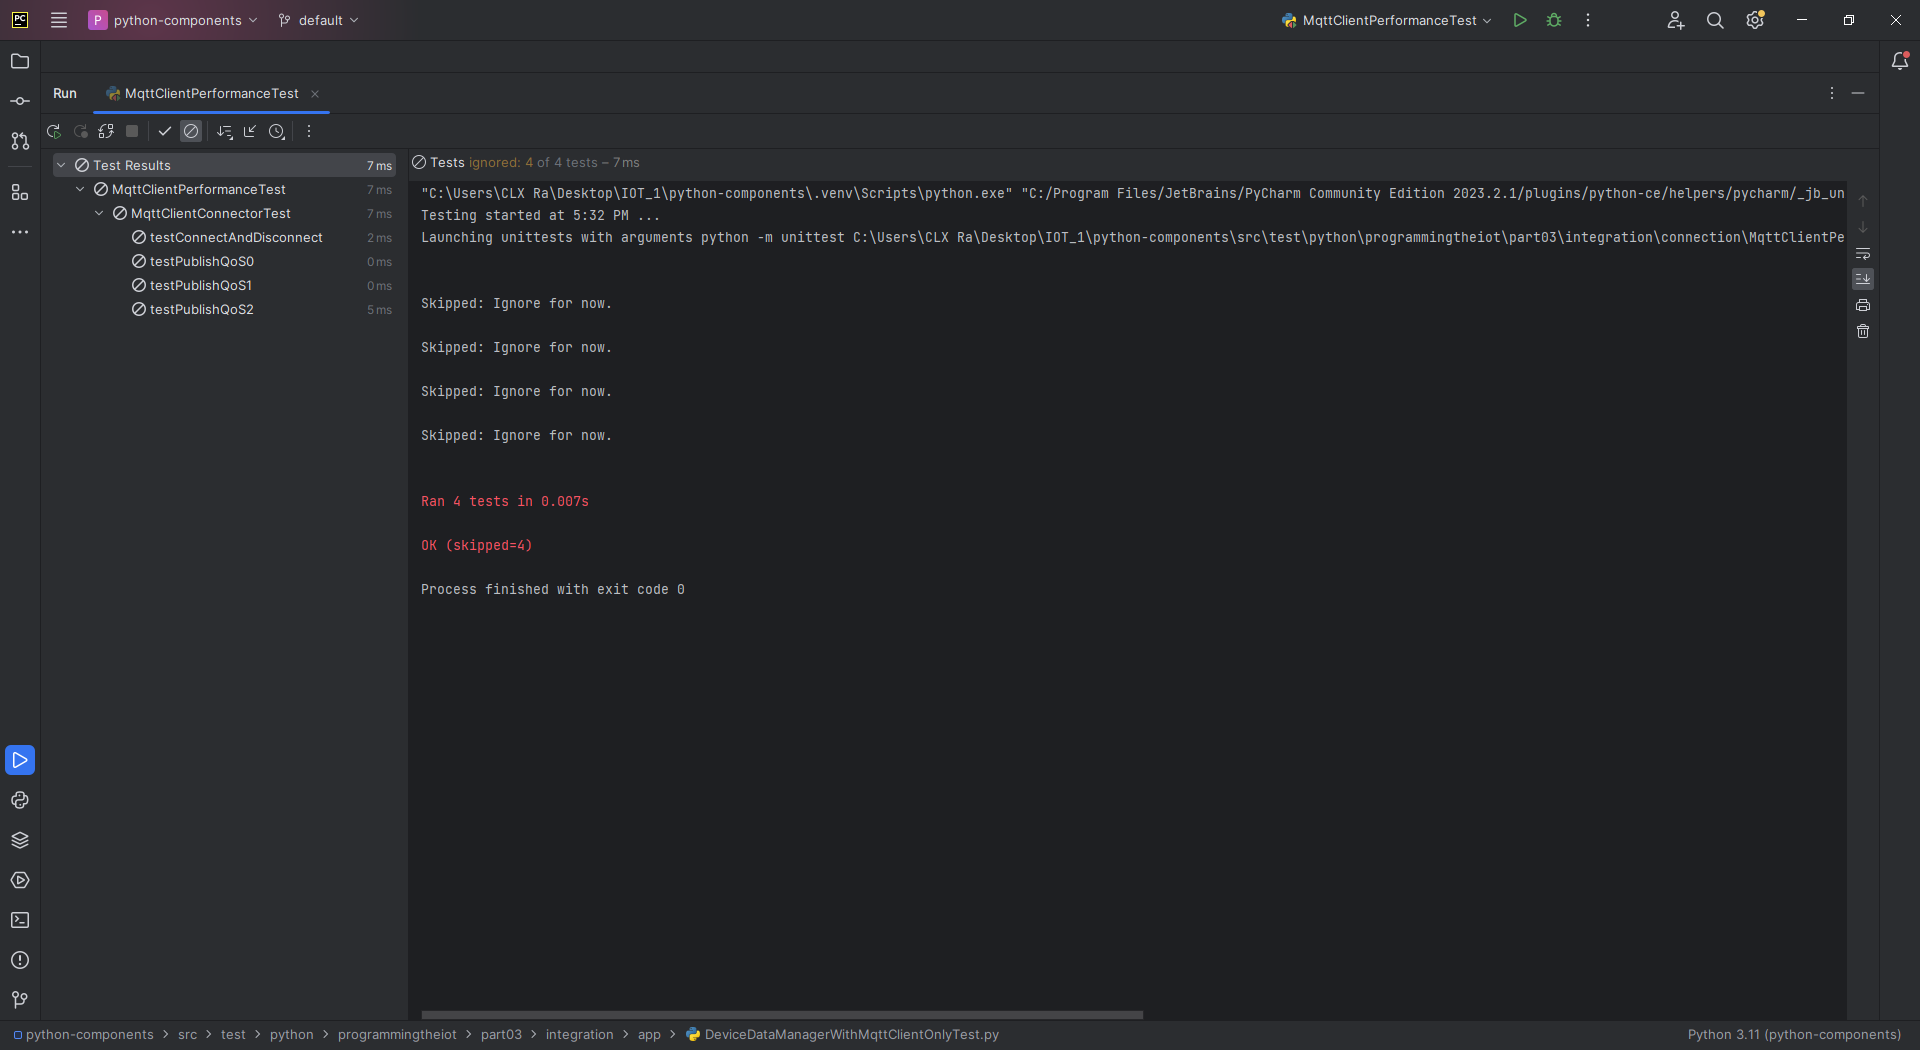 PC P python-components default MqttClientPerformanceTest
Run MqttClientPerformanceTest
Test Results 7 ms
MqttClientPerformanceTest 7 ms
MqttClientConnectorTest 7 ms
testConnectAndDisconnect 2 ms
testPublishQoS0 0 ms
testPublishQoS1 0 ms
testPublishQoS2 5 ms
Tests ignored: 4 of 4 tests – 7 ms
"C:\Users\CLX Ra\Desktop\IOT_1\python-components\.venv\Scripts\python.exe" "C:/Program Files/JetBrains/PyCharm Community Edition 2023.2.1/plugins/python-ce/helpers/pycharm/_jb_un
Testing started at 5:32 PM ...
Launching unittests with arguments python -m unittest C:\Users\CLX Ra\Desktop\IOT_1\python-components\src\test\python\programmingtheiot\part03\integration\connection\MqttClientPe
Skipped: Ignore for now.
Skipped: Ignore for now.
Skipped: Ignore for now.
Skipped: Ignore for now.
Ran 4 tests in 0.007s
OK (skipped=4)
Process finished with exit code 0
python-components > src > test > python > programmingtheiot > part03 > integration > app > DeviceDataManagerWithMqttClientOnlyTest.py Python 3.11 (python-components)